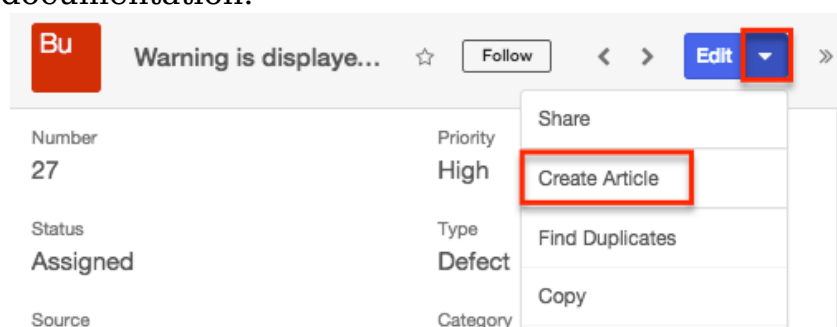 documentation.
Bu
Warning is displaye... Follow Edit
Share
Number Priority
27 High
Create Article
Status Type
Find Duplicates
Assigned Defect
Copy
Source Category